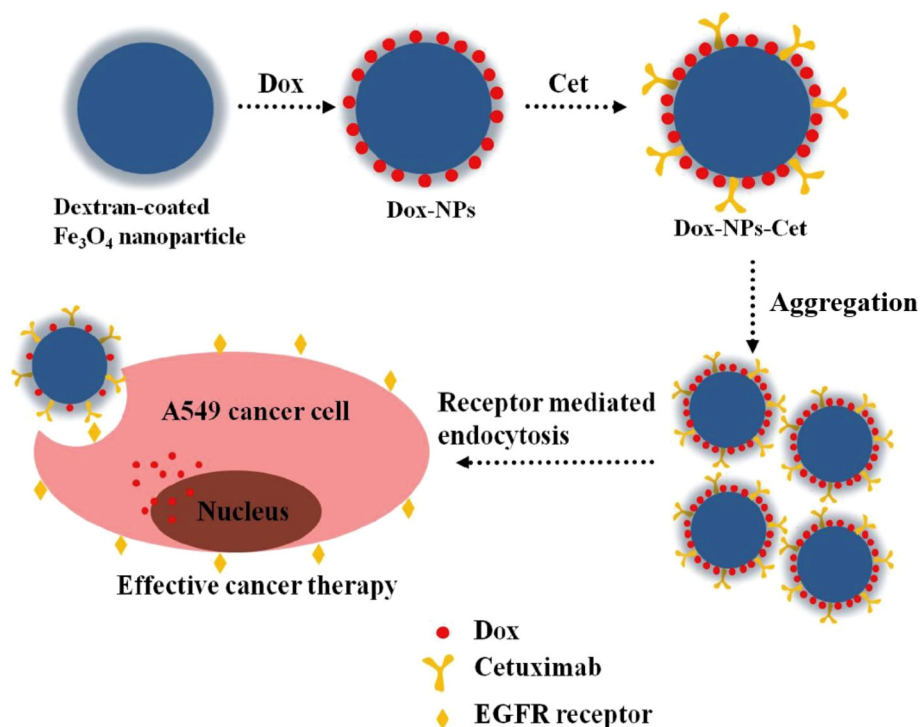 Dox
Cet
Dextran-coated
Fe₃O₄ nanoparticle
Dox-NPs
Dox-NPs-Cet
Aggregation
A549 cancer cell
Receptor mediated
endocytosis
Nucleus
Effective cancer therapy
Dox
Cetuximab
EGFR receptor